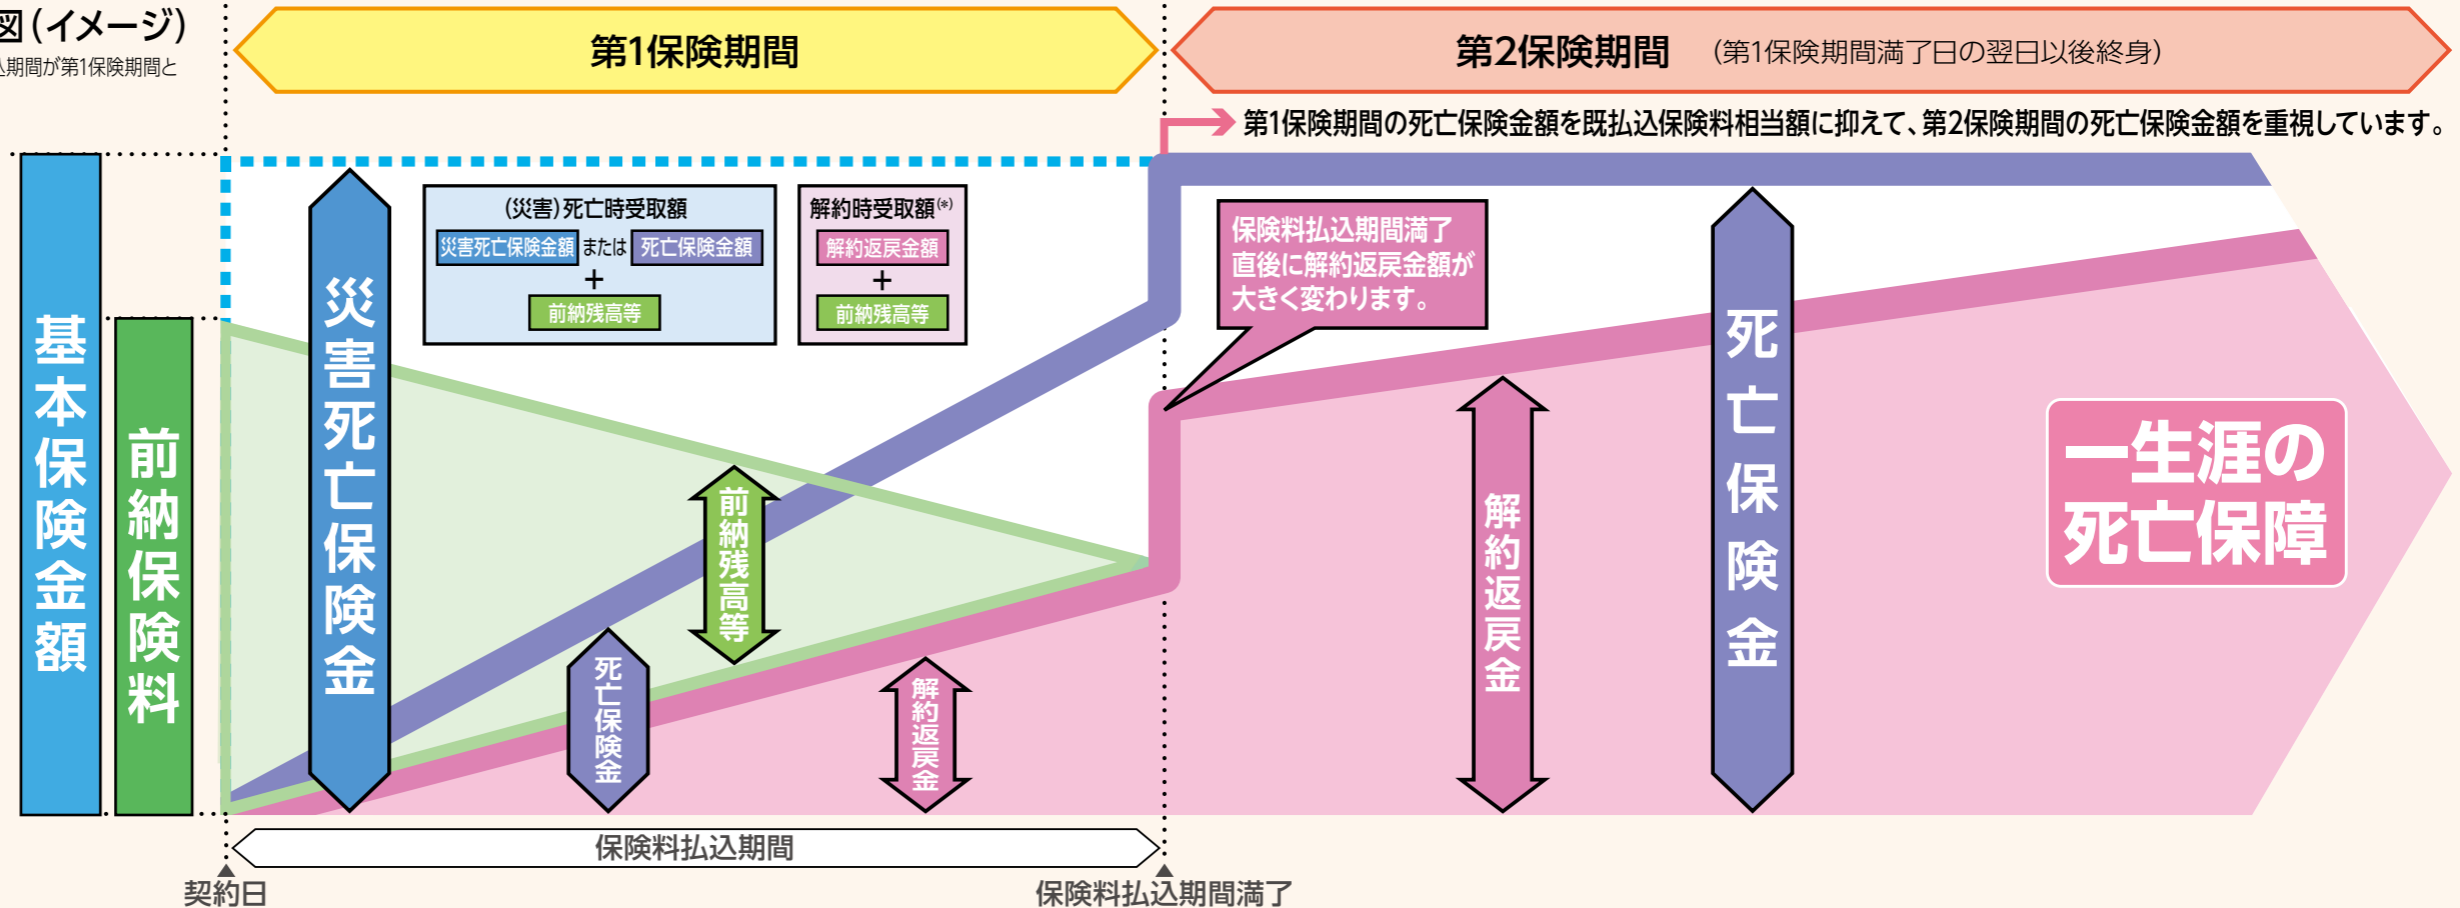 図(イメージ)
込期間が第1保険期間と
第1保険期間
第2保険期間 (第1保険期間満了日の翌日以後終身)
第1保険期間の死亡保険金額を既払込保険料相当額に抑えて、第2保険期間の死亡保険金額を重視しています。
基本保険金額
前納保険料
災害死亡保険金
(災害)死亡時受取額
災害死亡保険金額 または 死亡保険金額
+
前納残高等
解約時受取額(*)
解約返戻金額
+
前納残高等
保険料払込期間満了
直後に解約返戻金額が
大きく変わります。
前納残高等
死亡保険金
解約返戻金
解約返戻金
死亡保険金
一生涯の
死亡保障
保険料払込期間
契約日
保険料払込期間満了